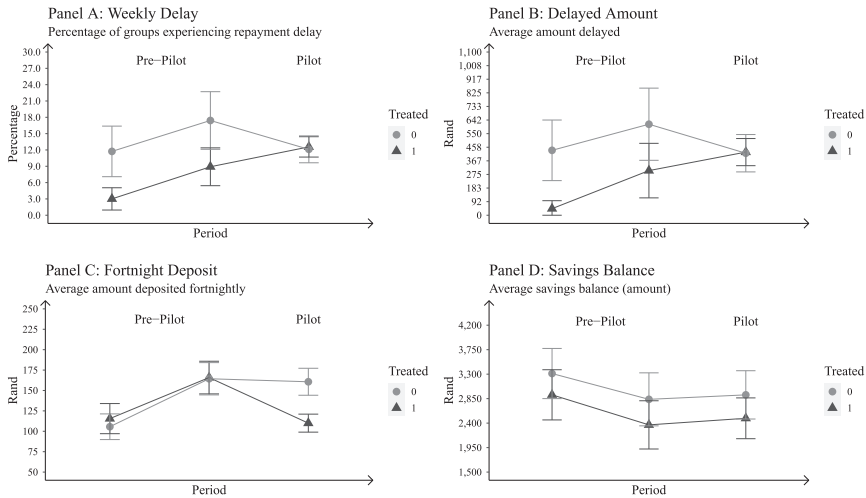 Panel A: Weekly Delay
Percentage of groups experiencing repayment delay
30.0
27.0
24.0
21.0
18.0
15.0
12.0
9.0
6.0
3.0
0.0
Percentage
Pre−Pilot
Pilot
Period
Treated
0
1
Panel B: Delayed Amount
Average amount delayed
1,100
1,008
917
825
733
642
550
458
367
275
183
92
0
Rand
Pre−Pilot
Pilot
Period
Treated
0
1
Panel C: Fortnight Deposit
Average amount deposited fortnightly
250
225
200
175
150
125
100
75
50
Rand
Pre−Pilot
Pilot
Period
Treated
0
1
Panel D: Savings Balance
Average savings balance (amount)
4,200
3,750
3,300
2,850
2,400
1,950
1,500
Rand
Pre−Pilot
Pilot
Period
Treated
0
1